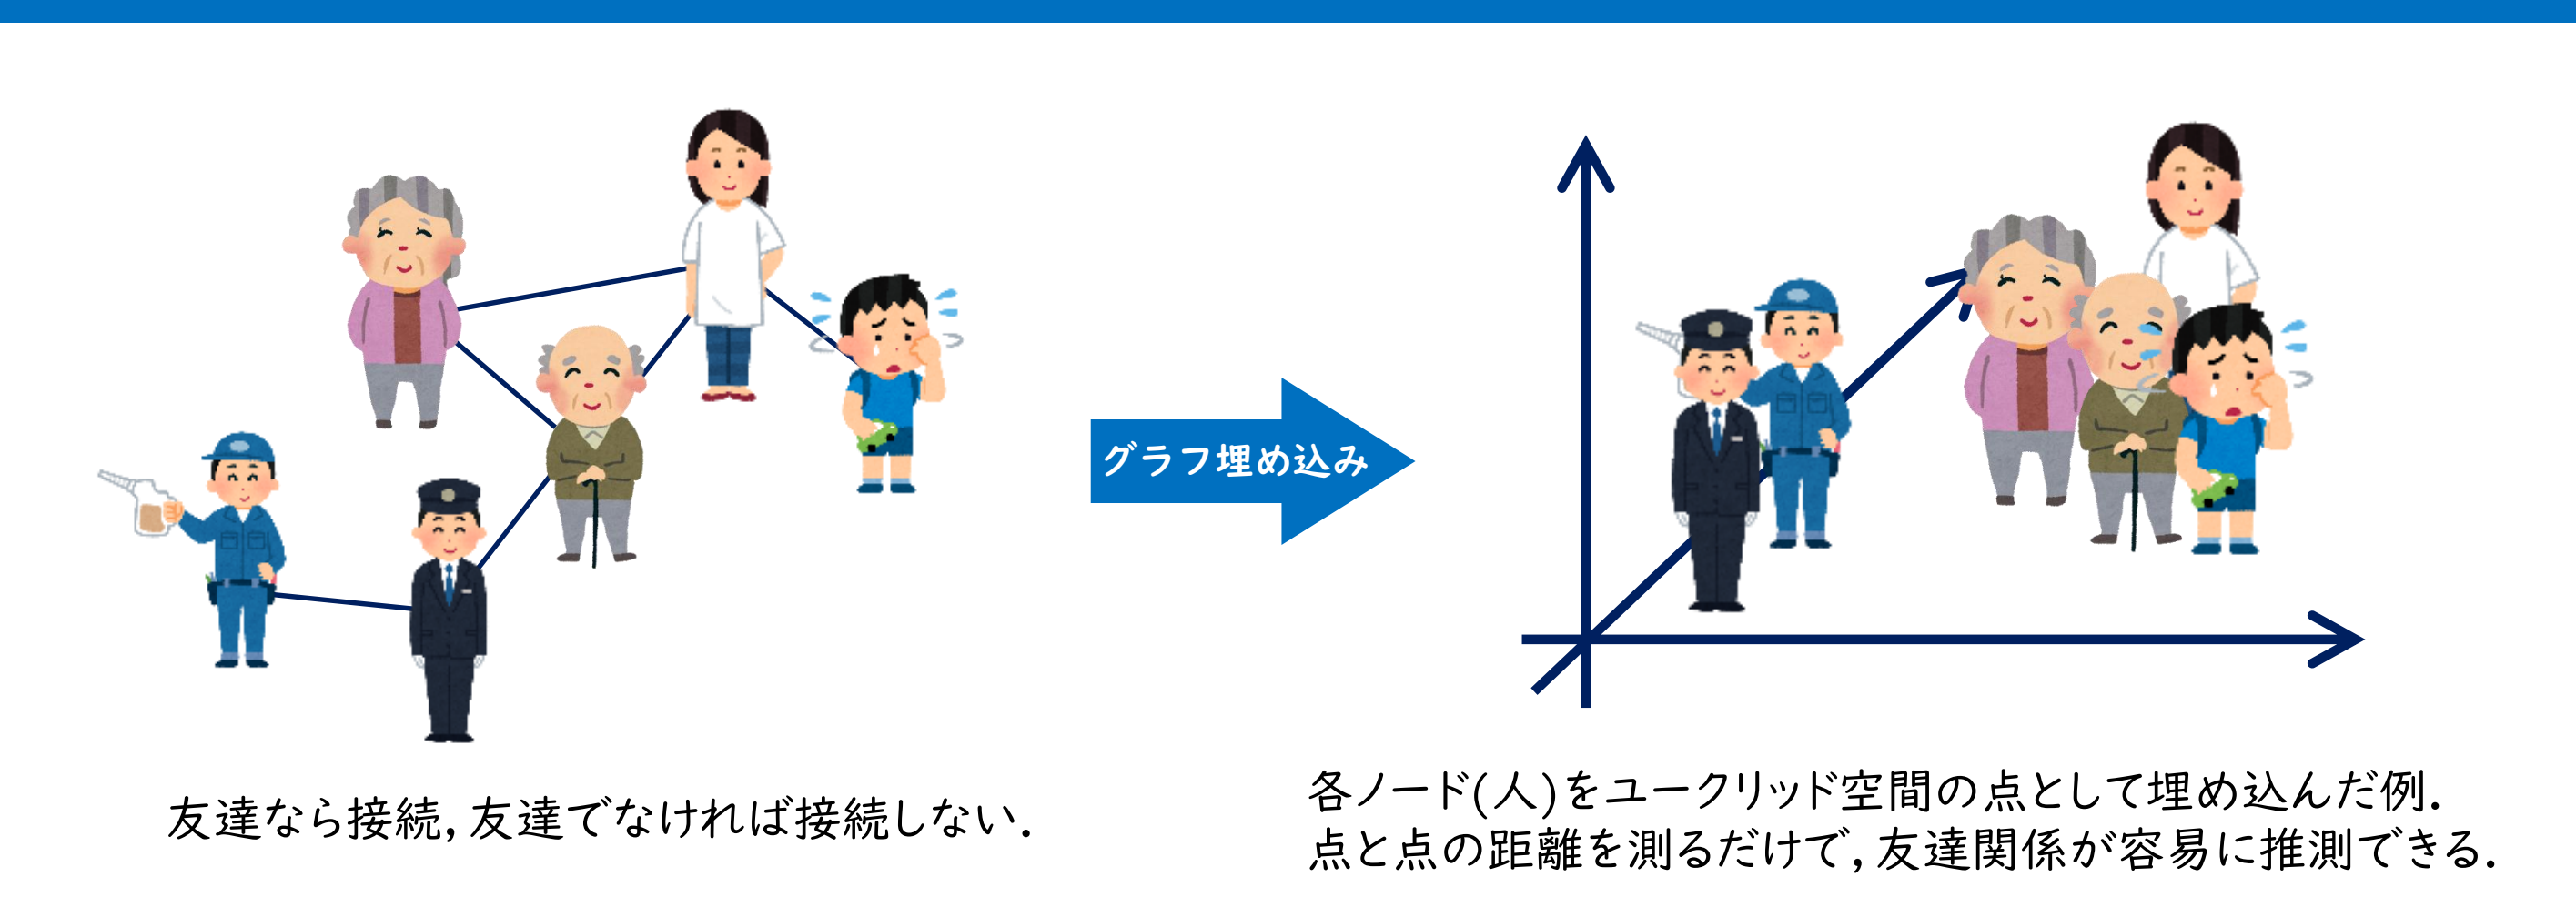 グラフ埋め込み
友達なら接続, 友達でなければ接続しない.
各ノード(人)をユークリッド空間の点として埋め込んだ例.
点と点の距離を測るだけで, 友達関係が容易に推測できる.